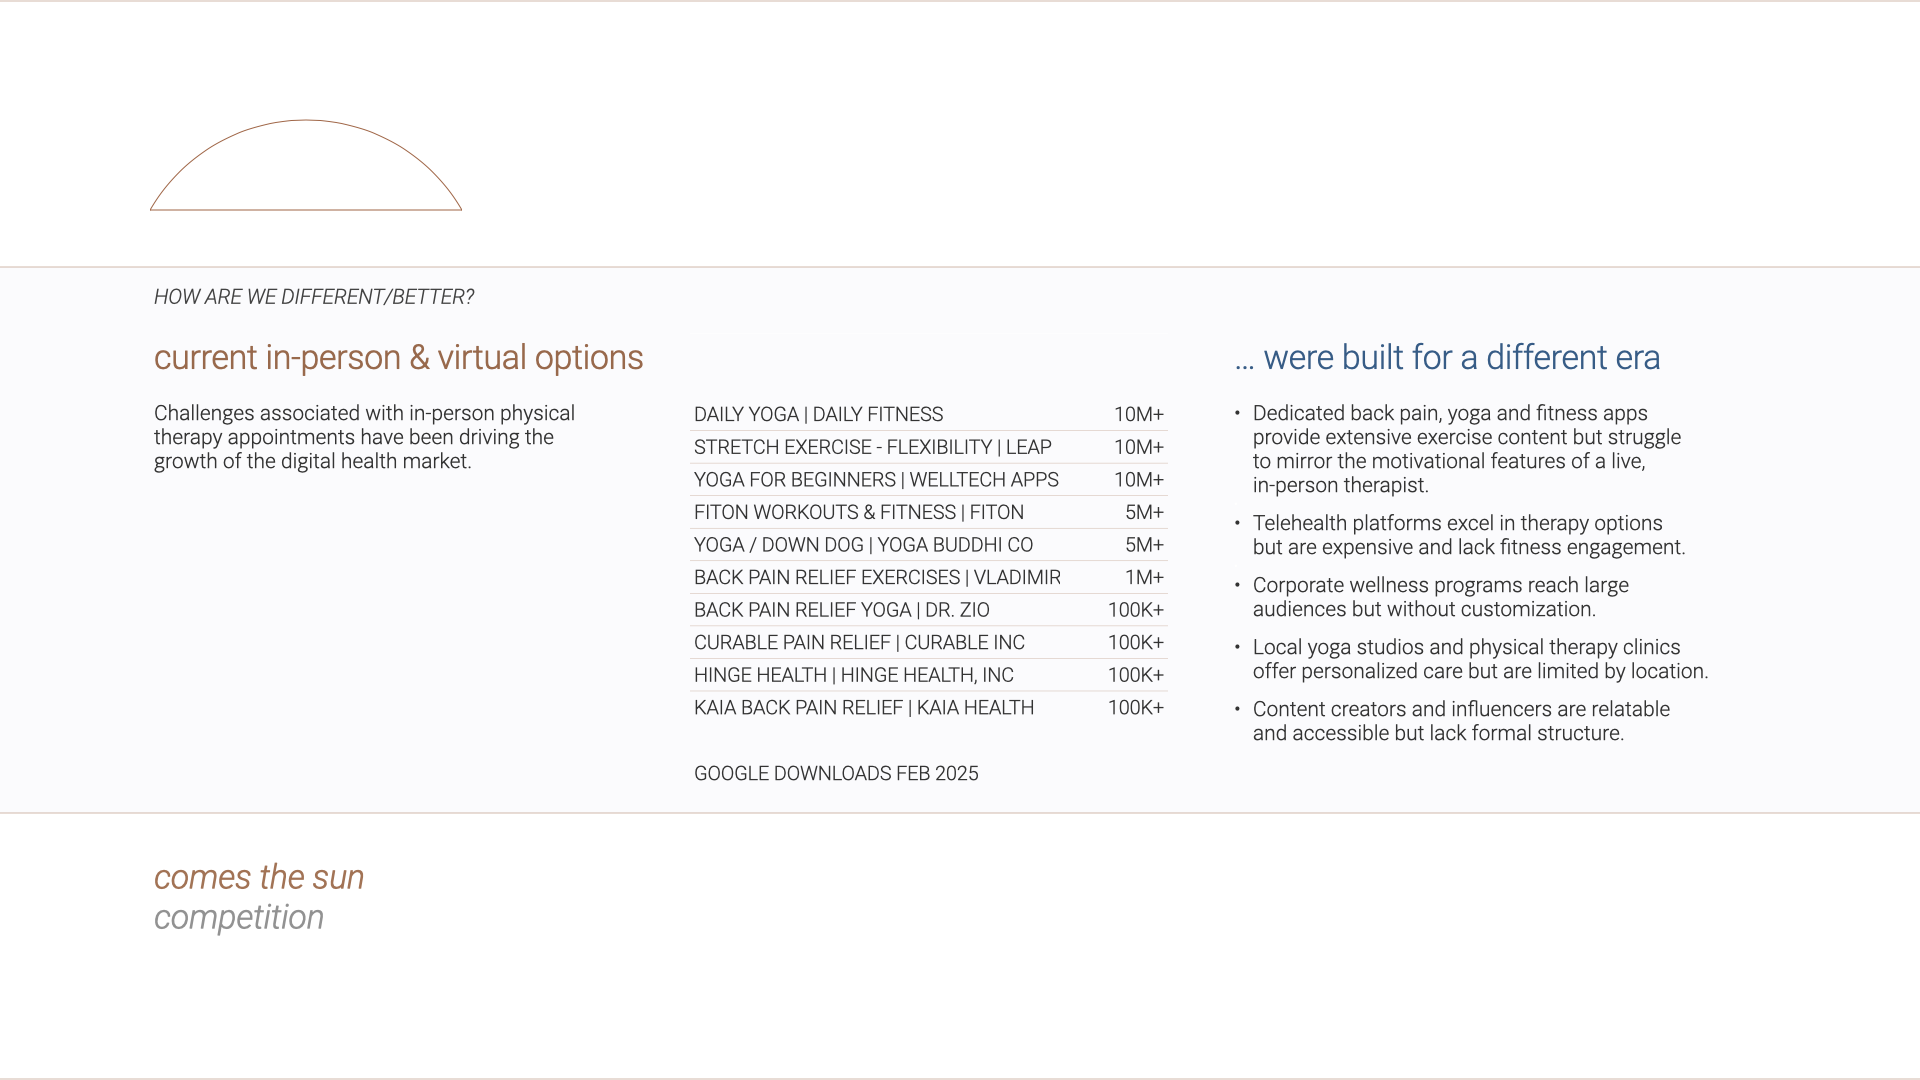 HOW ARE WE DIFFERENT/BETTER?
current in-person & virtual options
Challenges associated with in-person physical
therapy appointments have been driving the
growth of the digital health market.
DAILY YOGA | DAILY FITNESS 10M+
STRETCH EXERCISE - FLEXIBILITY | LEAP 10M+
YOGA FOR BEGINNERS | WELLTECH APPS 10M+
FITON WORKOUTS & FITNESS | FITON 5M+
YOGA / DOWN DOG | YOGA BUDDHI CO 5M+
BACK PAIN RELIEF EXERCISES | VLADIMIR 1M+
BACK PAIN RELIEF YOGA | DR. ZIO 100K+
CURABLE PAIN RELIEF | CURABLE INC 100K+
HINGE HEALTH | HINGE HEALTH, INC 100K+
KAIA BACK PAIN RELIEF | KAIA HEALTH 100K+
GOOGLE DOWNLOADS FEB 2025
... were built for a different era
• Dedicated back pain, yoga and fitness apps
provide extensive exercise content but struggle
to mirror the motivational features of a live,
in-person therapist.
• Telehealth platforms excel in therapy options
but are expensive and lack fitness engagement.
• Corporate wellness programs reach large
audiences but without customization.
• Local yoga studios and physical therapy clinics
offer personalized care but are limited by location.
• Content creators and influencers are relatable
and accessible but lack formal structure.
comes the sun
competition